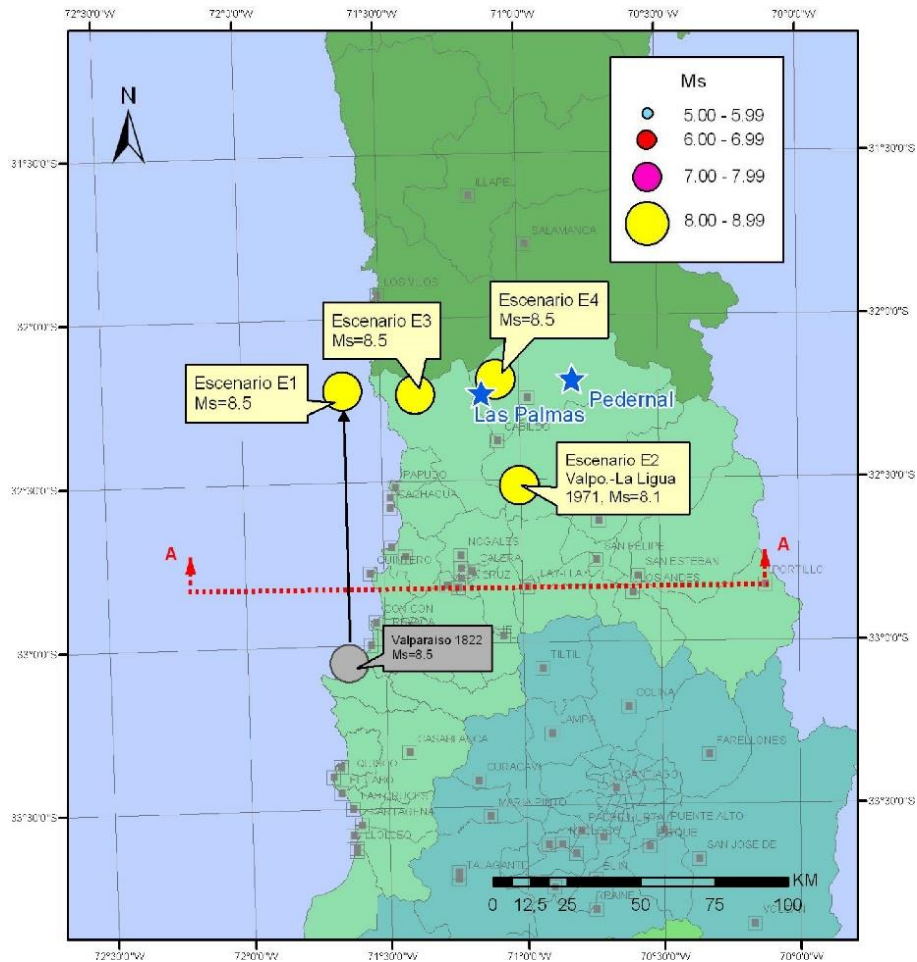 72°30'0"W 72°0'0"W 71°30'0"W 71°0'0"W 70°30'0"W 70°0'0"W
N
Ms
5.00 - 5.99
6.00 - 6.99
7.00 - 7.99
8.00 - 8.99
31°30'0"S 31°30'0"S
ILLAPEL
SALAMANCA
LOS VILOS
32°0'0"S 32°0'0"S
Escenario E3
Ms=8.5
Escenario E4
Ms=8.5
Escenario E1
Ms=8.5
Las Palmas
Pedernal
CABILDO
Escenario E2
Valpo.-La Ligua
1971, Ms=8.1
32°30'0"S 32°30'0"S
PAPUDO
NOGALES
SAN FELIPE
A A
QUINTERO
SAN ESTEBAN
LOS ANDES
PORTILLO
33°0'0"S 33°0'0"S
Valparaiso 1822
Ms=8.5
TILTIL
COLINA
LAMPA
FARELLONES
CASABLANCA
CURACAVI
SANTIAGO
33°30'0"S 33°30'0"S
CARTAGENA
MARIA PINTO
PUENTE ALTO
SAN JOSE DE
TALAGANTE
KM
0 12,5 25 50 75 100
72°30'0"W 72°0'0"W 71°30'0"W 71°0'0"W 70°30'0"W 70°0'0"W